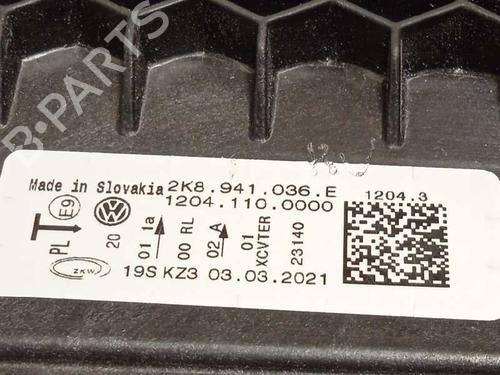 B-PARTS
Made in Slovakia 2K8.941.036.E
1204.110.0000
1204.3
PL
T
E9
20
01 1a
00 RL
02 A
01
XCVTER
23140
ZKW
19S KZ3 03.03.2021